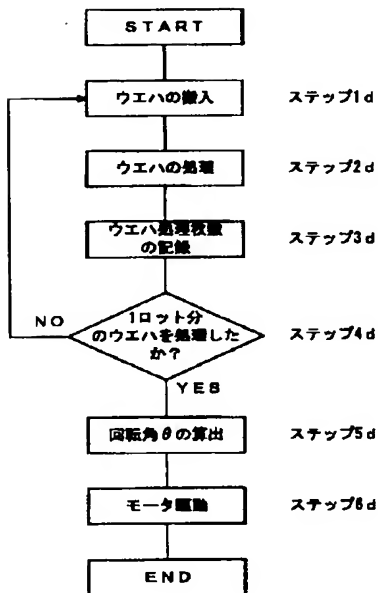 START
ウエハの搬入 ステップ1d
ウエハの処理 ステップ2d
ウエハ処理枚数
の記録 ステップ3d
1ロット分
のウエハを処理した
か? ステップ4d
NO
YES
回転角θの算出 ステップ5d
モータ駆動 ステップ6d
END